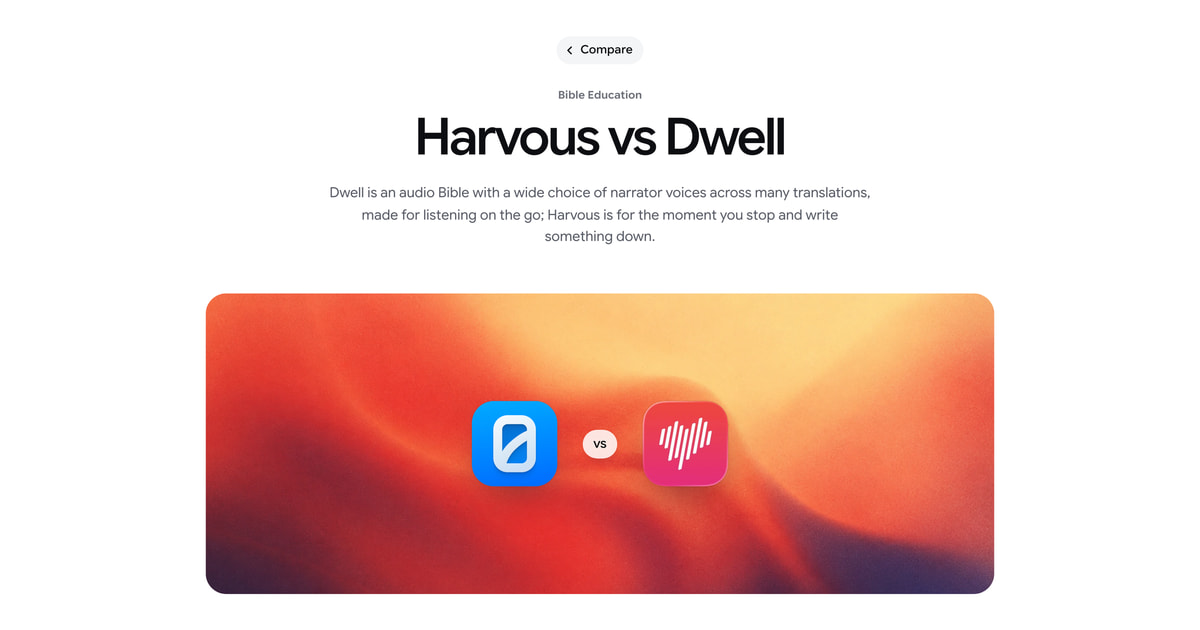 Compare
Bible Education
Harvous vs Dwell
Dwell is an audio Bible with a wide choice of narrator voices across many translations,
made for listening on the go; Harvous is for the moment you stop and write
something down.
VS